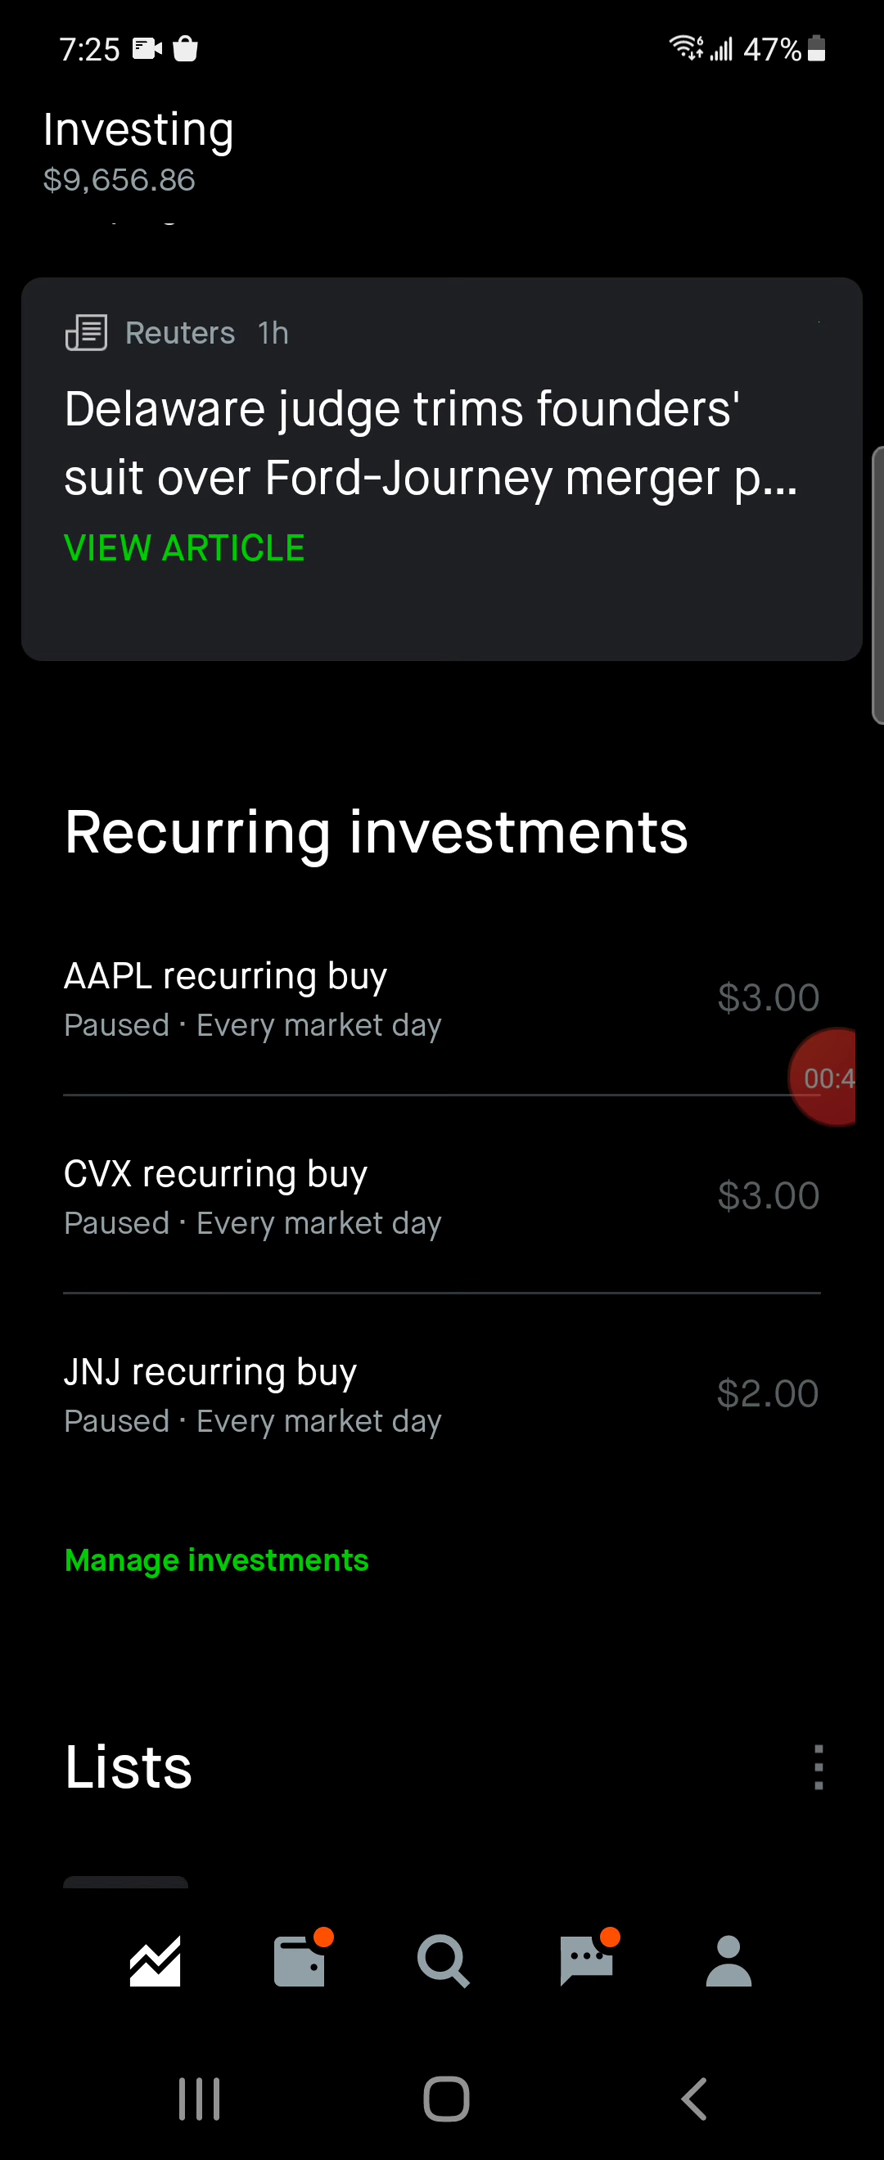 7:25
47%
Investing
$9,656.86
Reuters 1h
Delaware judge trims founders'
suit over Ford-Journey merger p...
VIEW ARTICLE
Recurring investments
AAPL recurring buy
$3.00
Paused · Every market day
00:4
CVX recurring buy
$3.00
Paused · Every market day
JNJ recurring buy
$2.00
Paused · Every market day
Manage investments
Lists